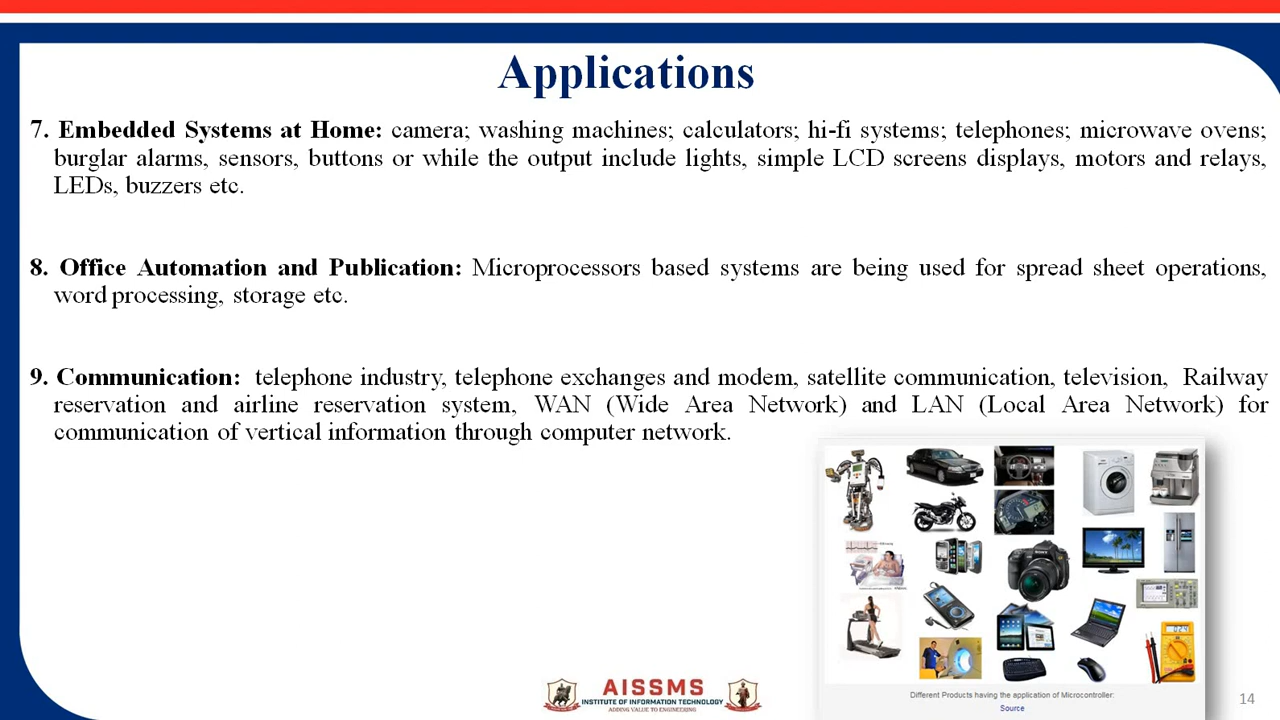 Applications
7. Embedded Systems at Home: camera; washing machines; calculators; hi-fi systems; telephones; microwave ovens;
burglar alarms, sensors, buttons or while the output include lights, simple LCD screens displays, motors and relays,
LEDs, buzzers etc.
8. Office Automation and Publication: Microprocessors based systems are being used for spread sheet operations,
word processing, storage etc.
9. Communication: telephone industry, telephone exchanges and modem, satellite communication, television, Railway
reservation and airline reservation system, WAN (Wide Area Network) and LAN (Local Area Network) for
communication of vertical information through computer network.
SONY
Different Products having the application of Microcontroller:
Source
AISSMS
INSTITUTE OF INFORMATION TECHNOLOGY
ADDING VALUE TO ENGINEERING
14